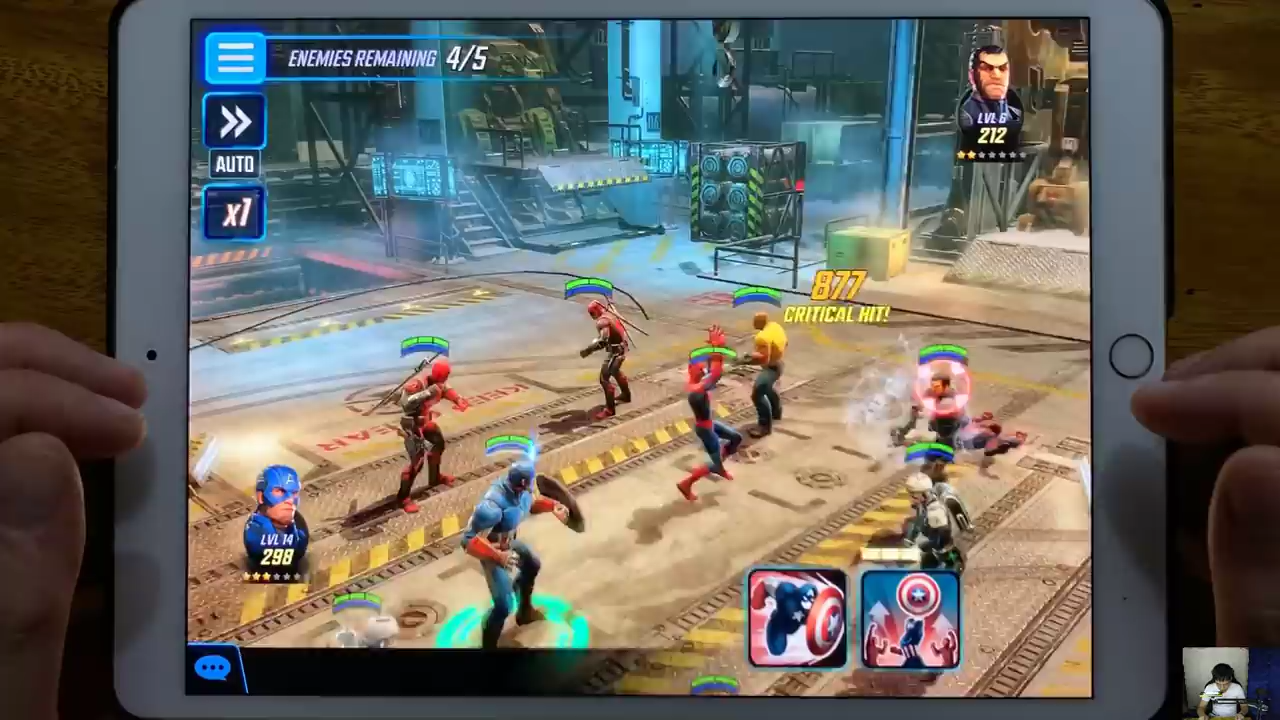 ENEMIES REMAINING 4/5
AUTO
x1
LVL 6
212
877
CRITICAL HIT!
LVL 14
298